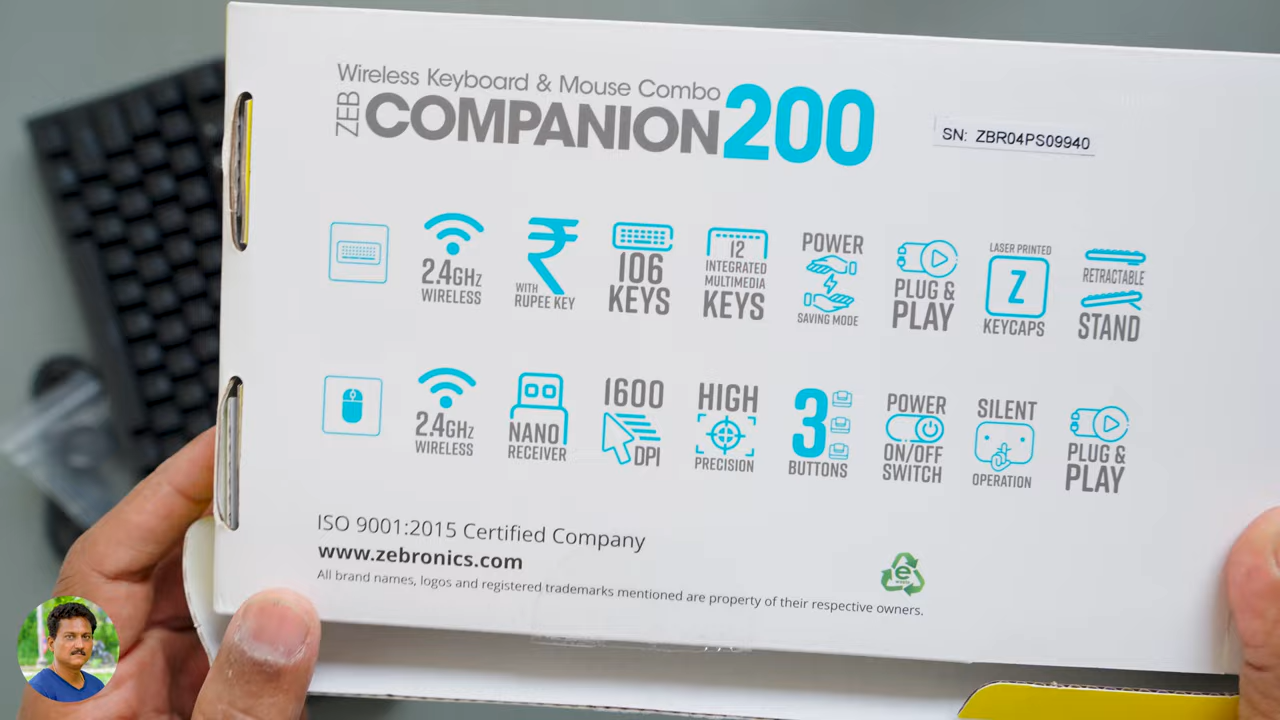 Wireless Keyboard & Mouse Combo
ZEB COMPANION 200
SN: ZBR04PS09940
2.4GHz
WIRELESS
₹
WITH
RUPEE KEY
106
KEYS
12
INTEGRATED
MULTIMEDIA
KEYS
POWER
SAVING MODE
PLUG &
PLAY
LASER PRINTED
Z
KEYCAPS
RETRACTABLE
STAND
2.4GHz
WIRELESS
NANO
RECEIVER
1600
DPI
HIGH
PRECISION
3
BUTTONS
POWER
ON/OFF
SWITCH
SILENT
OPERATION
PLUG &
PLAY
ISO 9001:2015 Certified Company
www.zebronics.com
All brand names, logos and registered trademarks mentioned are property of their respective owners.
e